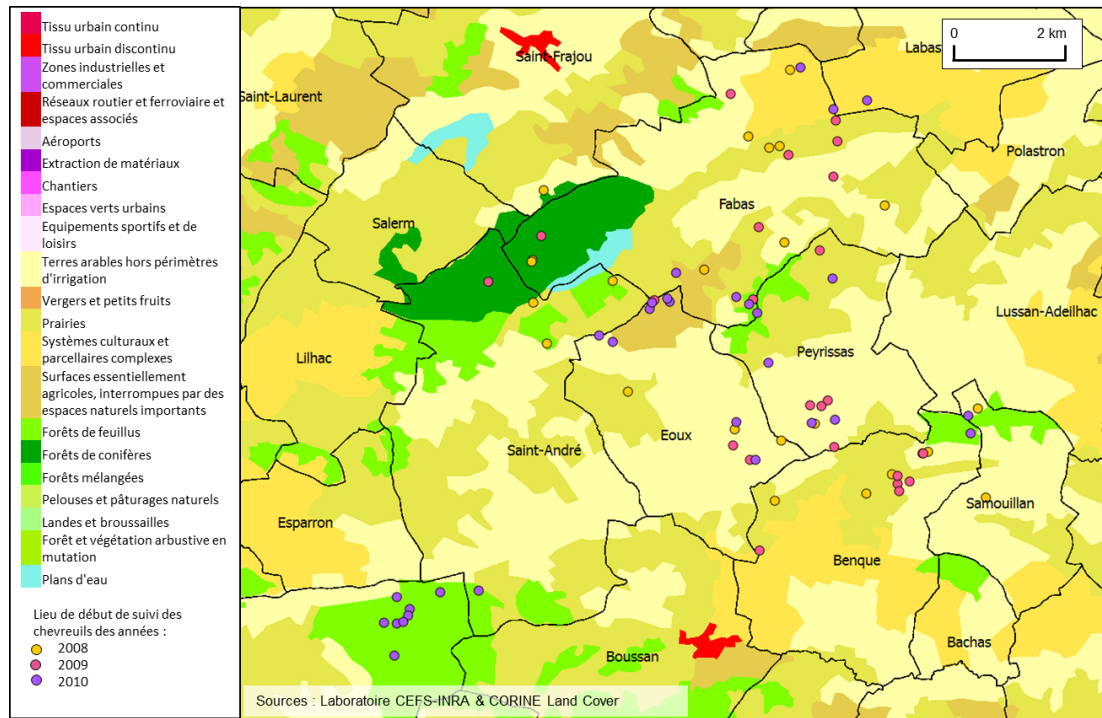 Tissu urbain continu
Tissu urbain discontinu
Zones industrielles et
commerciales
Réseaux routier et ferroviaire et
espaces associés
Aéroports
Extraction de matériaux
Chantiers
Espaces verts urbains
Equipements sportifs et de
loisirs
Terres arables hors périmètres
d'irrigation
Vergers et petits fruits
Prairies
Systèmes culturaux et
parcellaires complexes
Surfaces essentiellement
agricoles, interrompues par des
espaces naturels importants
Forêts de feuillus
Forêts de conifères
Forêts mélangées
Pelouses et pâturages naturels
Landes et broussailles
Forêt et végétation arbustive en
mutation
Plans d'eau
Lieu de début de suivi des
chevreuils des années :
2008
2009
2010
0 2 km
Saint-Frajou
Labas
Saint-Laurent
Polastron
Salerm
Fabas
Lussan-Adeilhac
Lilhac
Peyrissas
Eoux
Saint-André
Esparron
Samouillan
Benque
Bachas
Boussan
Sources : Laboratoire CEFS-INRA & CORINE Land Cover